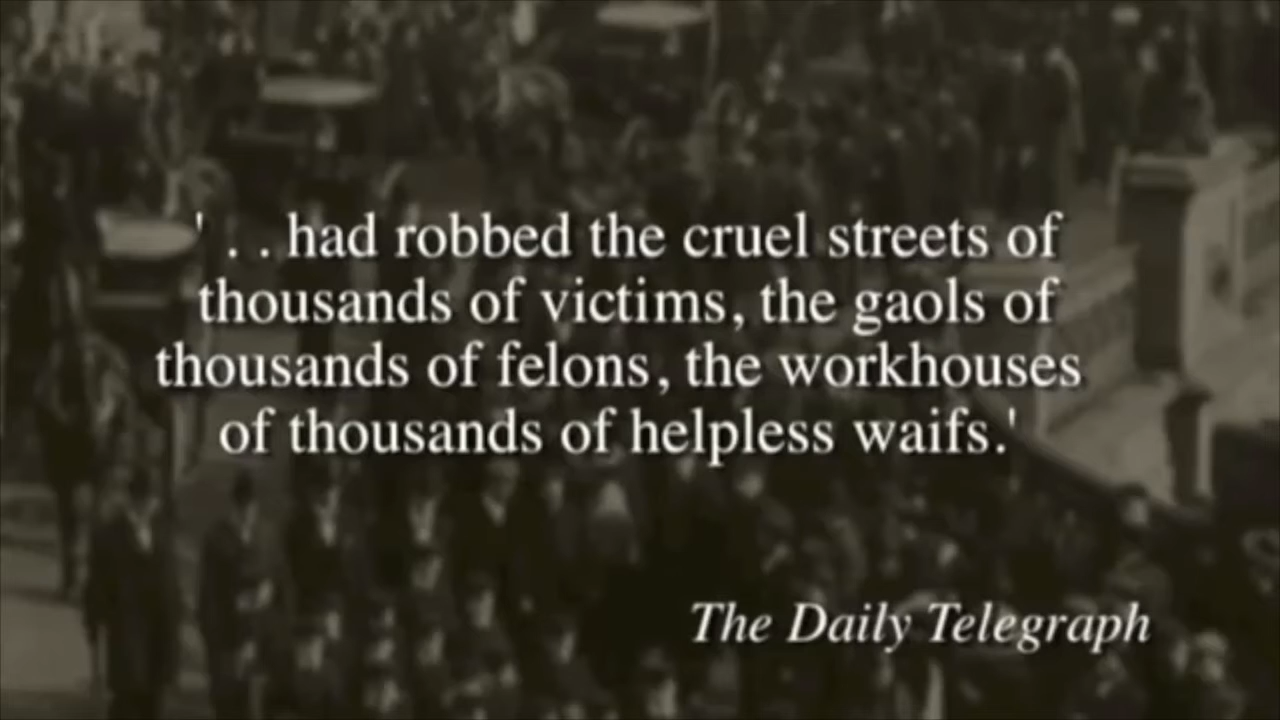 ' . . had robbed the cruel streets of
thousands of victims, the gaols of
thousands of felons, the workhouses
of thousands of helpless waifs.'
The Daily Telegraph